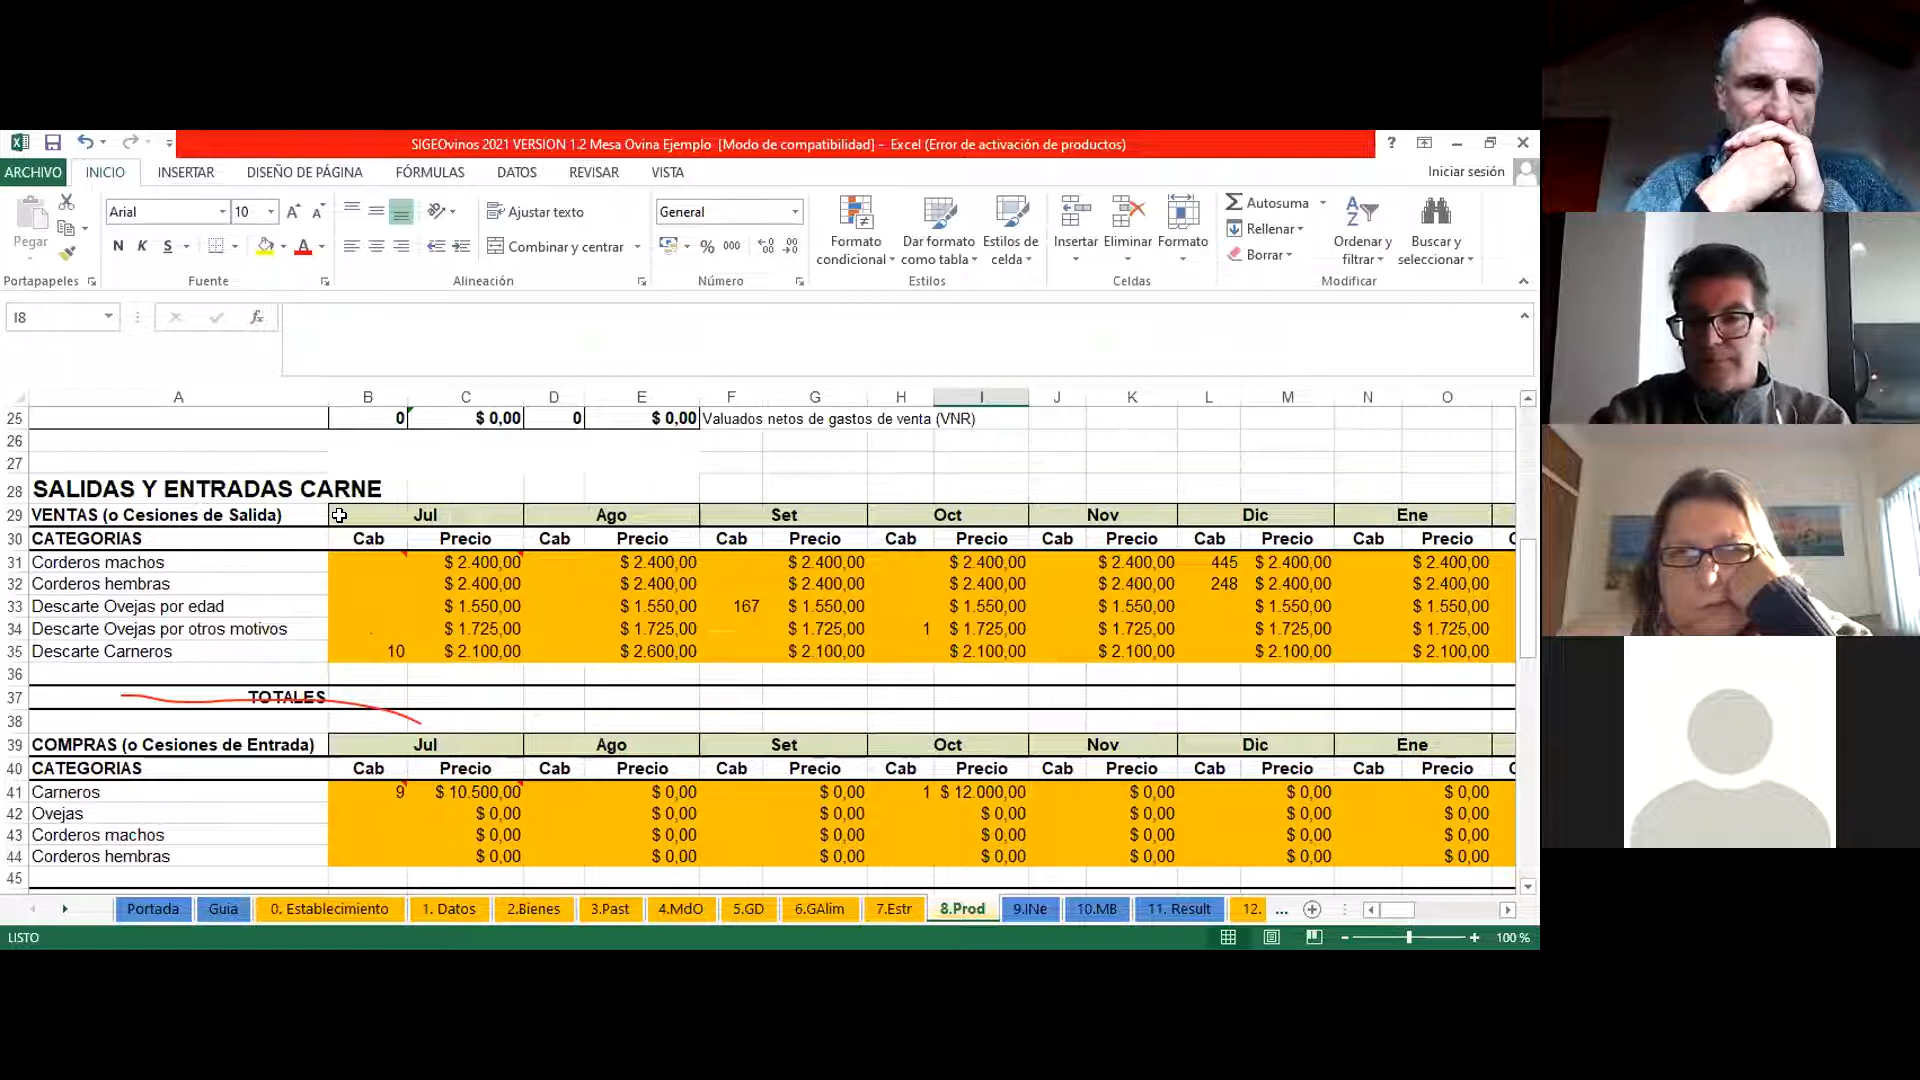 SIGEOvinos 2021 VERSION 1.2 Mesa Ovina Ejemplo [Modo de compatibilidad] - Excel (Error de activación de productos)
ARCHIVO INICIO INSERTAR DISEÑO DE PÁGINA FÓRMULAS DATOS REVISAR VISTA Iniciar sesión
Pegar Arial 10 Ajustar texto General Autosuma
N K S Combinar y centrar % 000 Formato condicional Dar formato como tabla Estilos de celda Insertar Eliminar Formato Rellenar Borrar Ordenar y filtrar Buscar y seleccionar
Portapapeles Fuente Alineación Número Estilos Celdas Modificar
I8 fx
A B C D E F G H I J K L M N O
25 0 $ 0,00 0 $ 0,00 Valuados netos de gastos de venta (VNR)
26
27
28 SALIDAS Y ENTRADAS CARNE
29 VENTAS (o Cesiones de Salida) Jul Ago Set Oct Nov Dic Ene
30 CATEGORIAS Cab Precio Cab Precio Cab Precio Cab Precio Cab Precio Cab Precio Cab Precio
31 Corderos machos $ 2.400,00 $ 2.400,00 $ 2.400,00 $ 2.400,00 $ 2.400,00 445 $ 2.400,00 $ 2.400,00
32 Corderos hembras $ 2.400,00 $ 2.400,00 $ 2.400,00 $ 2.400,00 $ 2.400,00 248 $ 2.400,00 $ 2.400,00
33 Descarte Ovejas por edad $ 1.550,00 $ 1.550,00 167 $ 1.550,00 $ 1.550,00 $ 1.550,00 $ 1.550,00 $ 1.550,00
34 Descarte Ovejas por otros motivos $ 1.725,00 $ 1.725,00 $ 1.725,00 1 $ 1.725,00 $ 1.725,00 $ 1.725,00 $ 1.725,00
35 Descarte Carneros 10 $ 2.100,00 $ 2.600,00 $ 2.100,00 $ 2.100,00 $ 2.100,00 $ 2.100,00 $ 2.100,00
36
37 TOTALES
38
39 COMPRAS (o Cesiones de Entrada) Jul Ago Set Oct Nov Dic Ene
40 CATEGORIAS Cab Precio Cab Precio Cab Precio Cab Precio Cab Precio Cab Precio Cab Precio
41 Carneros 9 $ 10.500,00 $ 0,00 $ 0,00 1 $ 12.000,00 $ 0,00 $ 0,00 $ 0,00
42 Ovejas $ 0,00 $ 0,00 $ 0,00 $ 0,00 $ 0,00 $ 0,00 $ 0,00
43 Corderos machos $ 0,00 $ 0,00 $ 0,00 $ 0,00 $ 0,00 $ 0,00 $ 0,00
44 Corderos hembras $ 0,00 $ 0,00 $ 0,00 $ 0,00 $ 0,00 $ 0,00 $ 0,00
45
Portada Guia 0. Establecimiento 1. Datos 2.Bienes 3.Past 4.MdO 5.GD 6.GAlim 7.Estr 8.Prod 9.INe 10.MB 11. Result 12. ...
LISTO 100 %